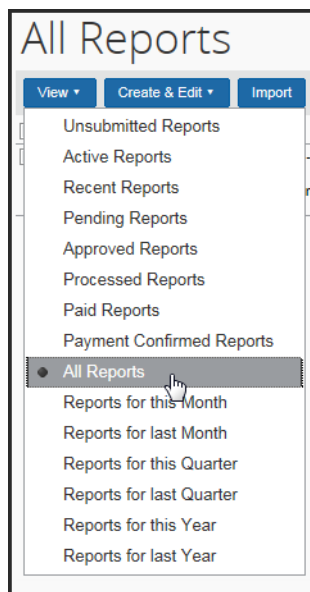 All Reports
View Create & Edit Import
Unsubmitted Reports
Active Reports
Recent Reports
Pending Reports
Approved Reports
Processed Reports
Paid Reports
Payment Confirmed Reports
All Reports
Reports for this Month
Reports for last Month
Reports for this Quarter
Reports for last Quarter
Reports for this Year
Reports for last Year